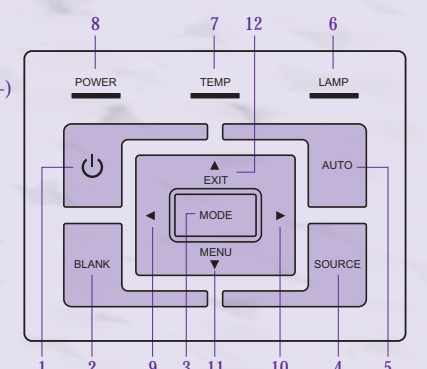 8 7 12 6
-)
POWER TEMP LAMP
AUTO
EXIT
MODE
MENU
BLANK SOURCE
1 2 9 3 11 10 4 5